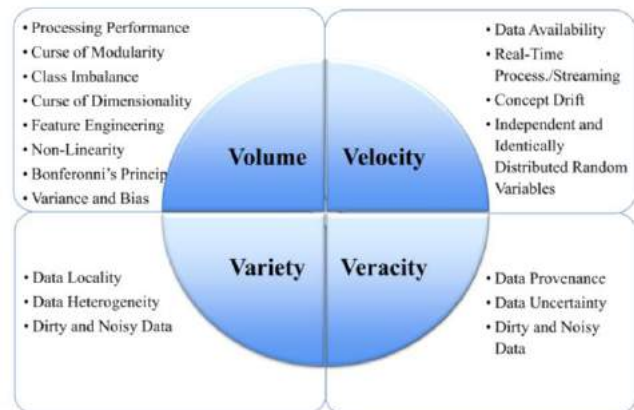 • Processing Performance
• Curse of Modularity
• Class Imbalance
• Curse of Dimensionality
• Feature Engineering
• Non-Linearity
• Bonferonni's Princip
• Variance and Bias
• Data Availability
• Real-Time
Process./Streaming
• Concept Drift
• Independent and
Identically
Distributed Random
Variables
Volume
Velocity
Variety
Veracity
• Data Locality
• Data Heterogeneity
• Dirty and Noisy Data
• Data Provenance
• Data Uncertainty
• Dirty and Noisy
Data